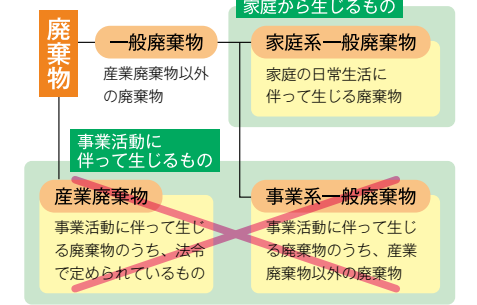 家庭から生じるもの
廃棄物
一般廃棄物
産業廃棄物以外
の廃棄物
家庭系一般廃棄物
家庭の日常生活に
伴って生じる廃棄物
事業活動に
伴って生じるもの
産業廃棄物
事業活動に伴って生じ
る廃棄物のうち、法令
で定められているもの
事業系一般廃棄物
事業活動に伴って生じ
る廃棄物のうち、産業
廃棄物以外の廃棄物